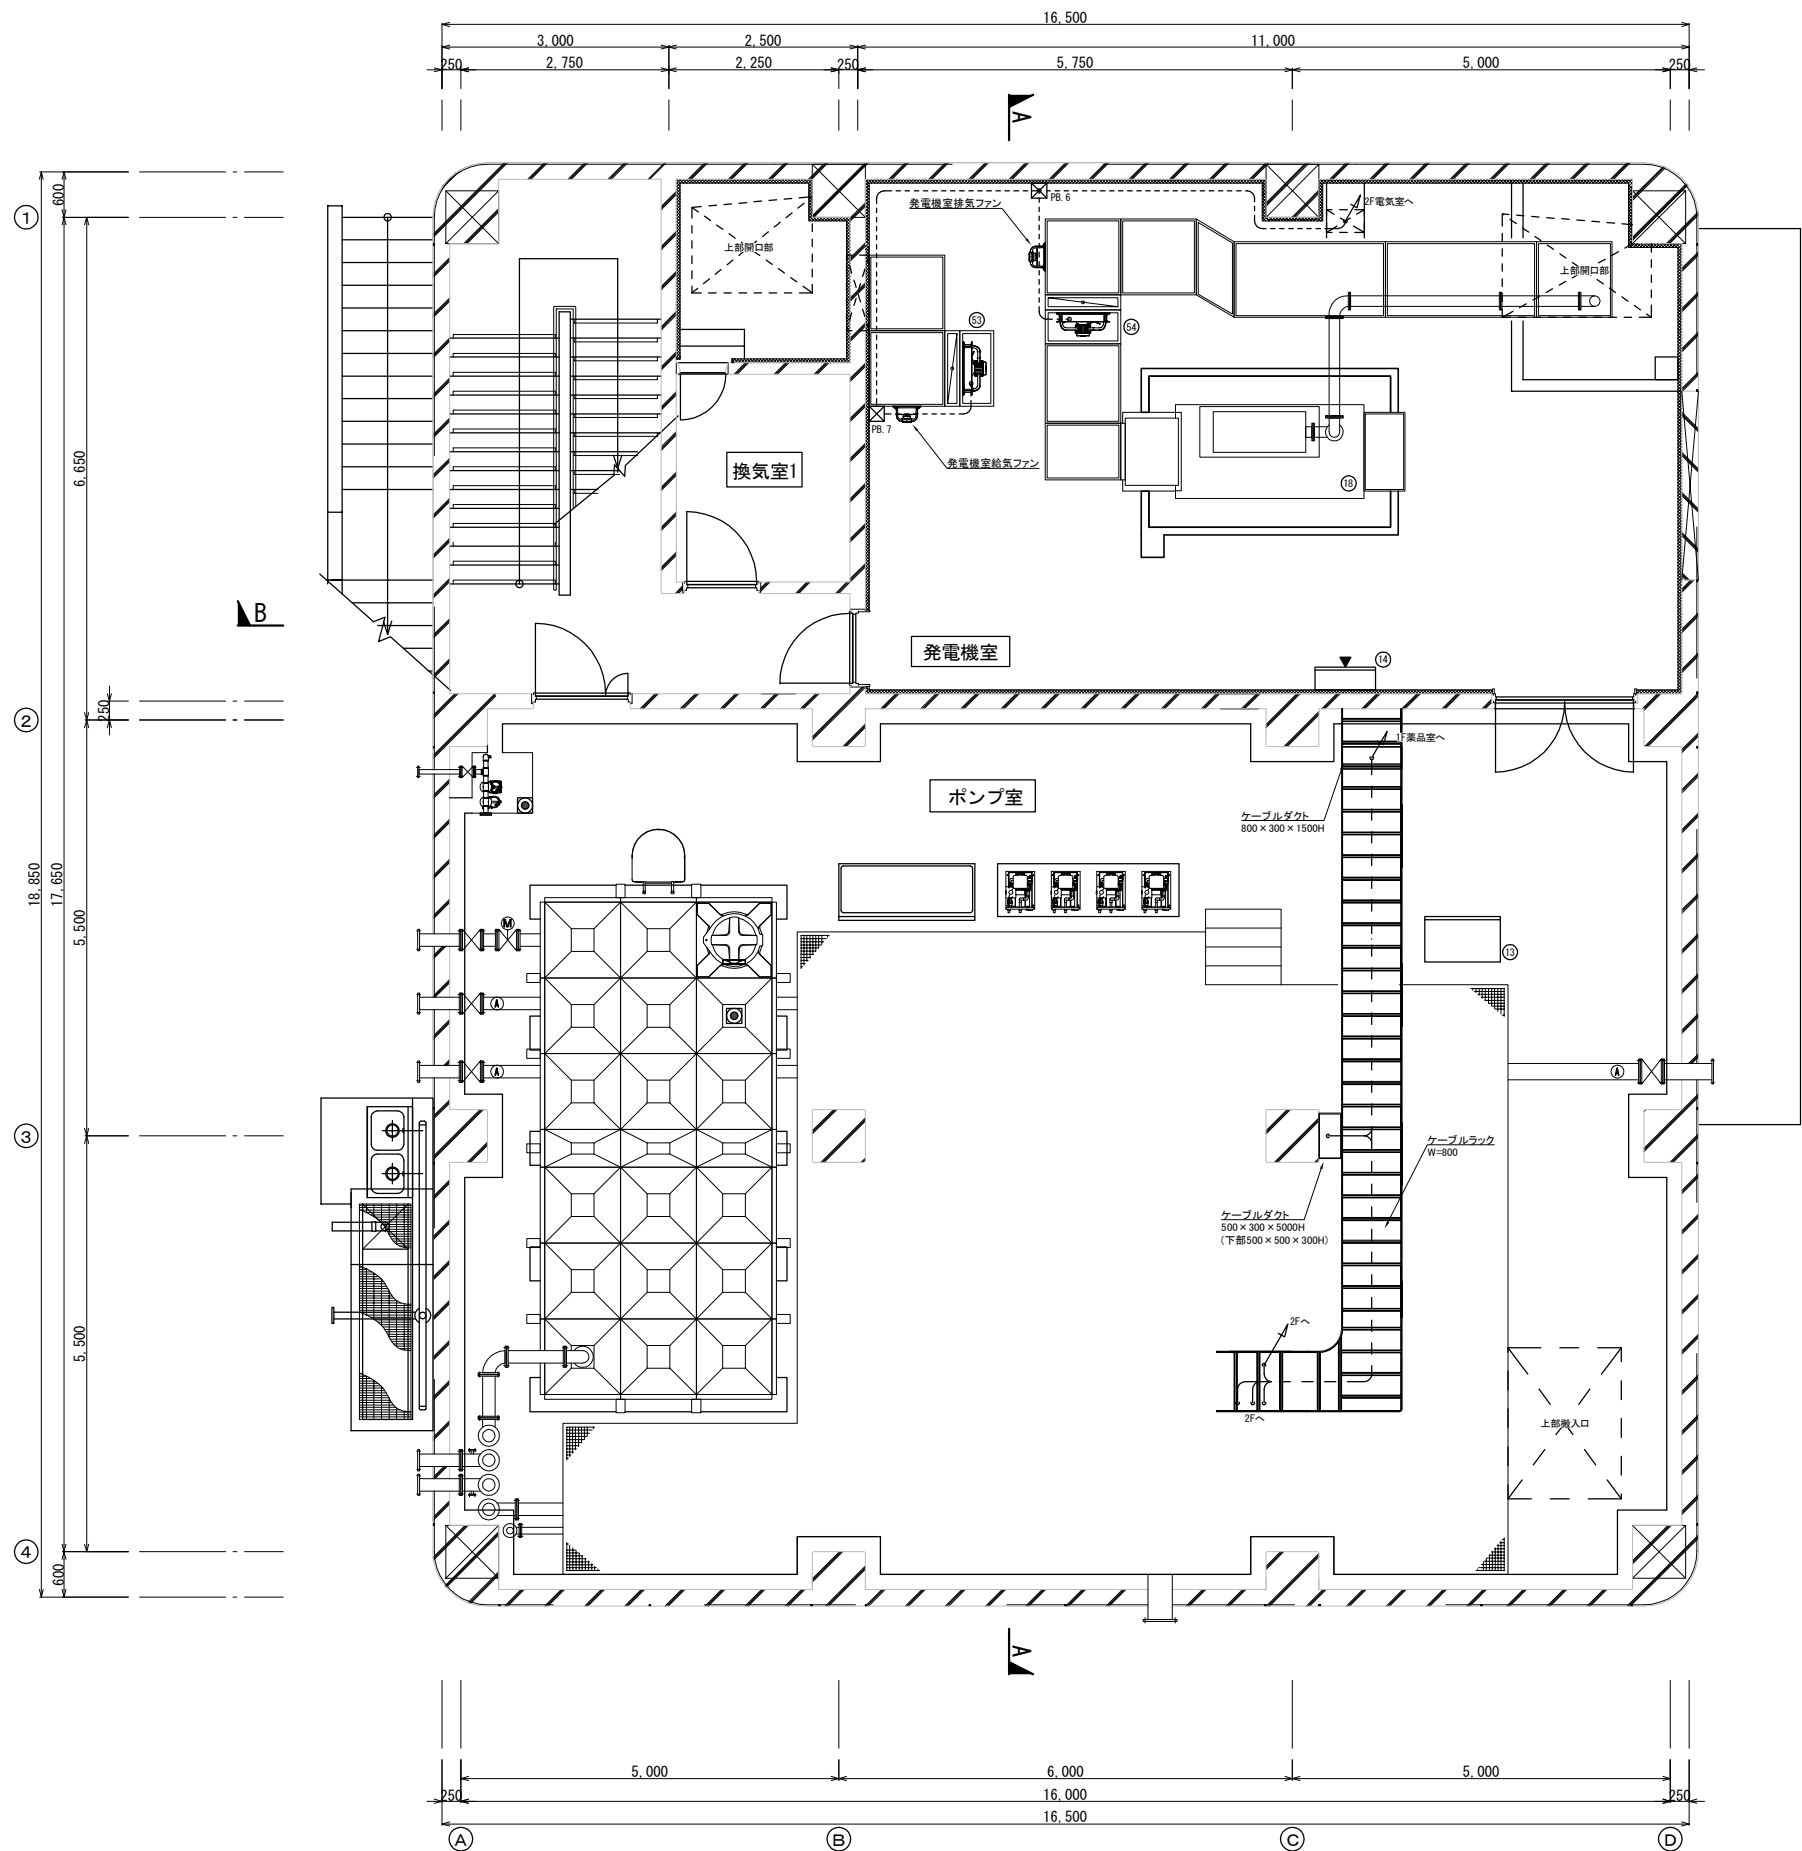 16,500
3,000
2,500
11,000
250
2,750
2,250
250
5,750
5,000
250
A
600
1
発電機室排気ファン
PB.6
2F電気室へ
上部開口部
上部開口部
53
54
PB.7
発電機室給気ファン
換気室1
18
6,650
B
発電機室
14
250
2
1F薬品室へ
ポンプ室
ケーブルダクト
800×300×1500H
18,850
17,650
5,500
M
13
A
A
A
3
ケーブルラック
W=800
ケーブルダクト
500×300×5000H
(下部500×500×300H)
5,500
2Fへ
2Fへ
上部搬入口
4
600
A
5,000
6,000
5,000
250
16,000
250
16,500
A
B
C
D